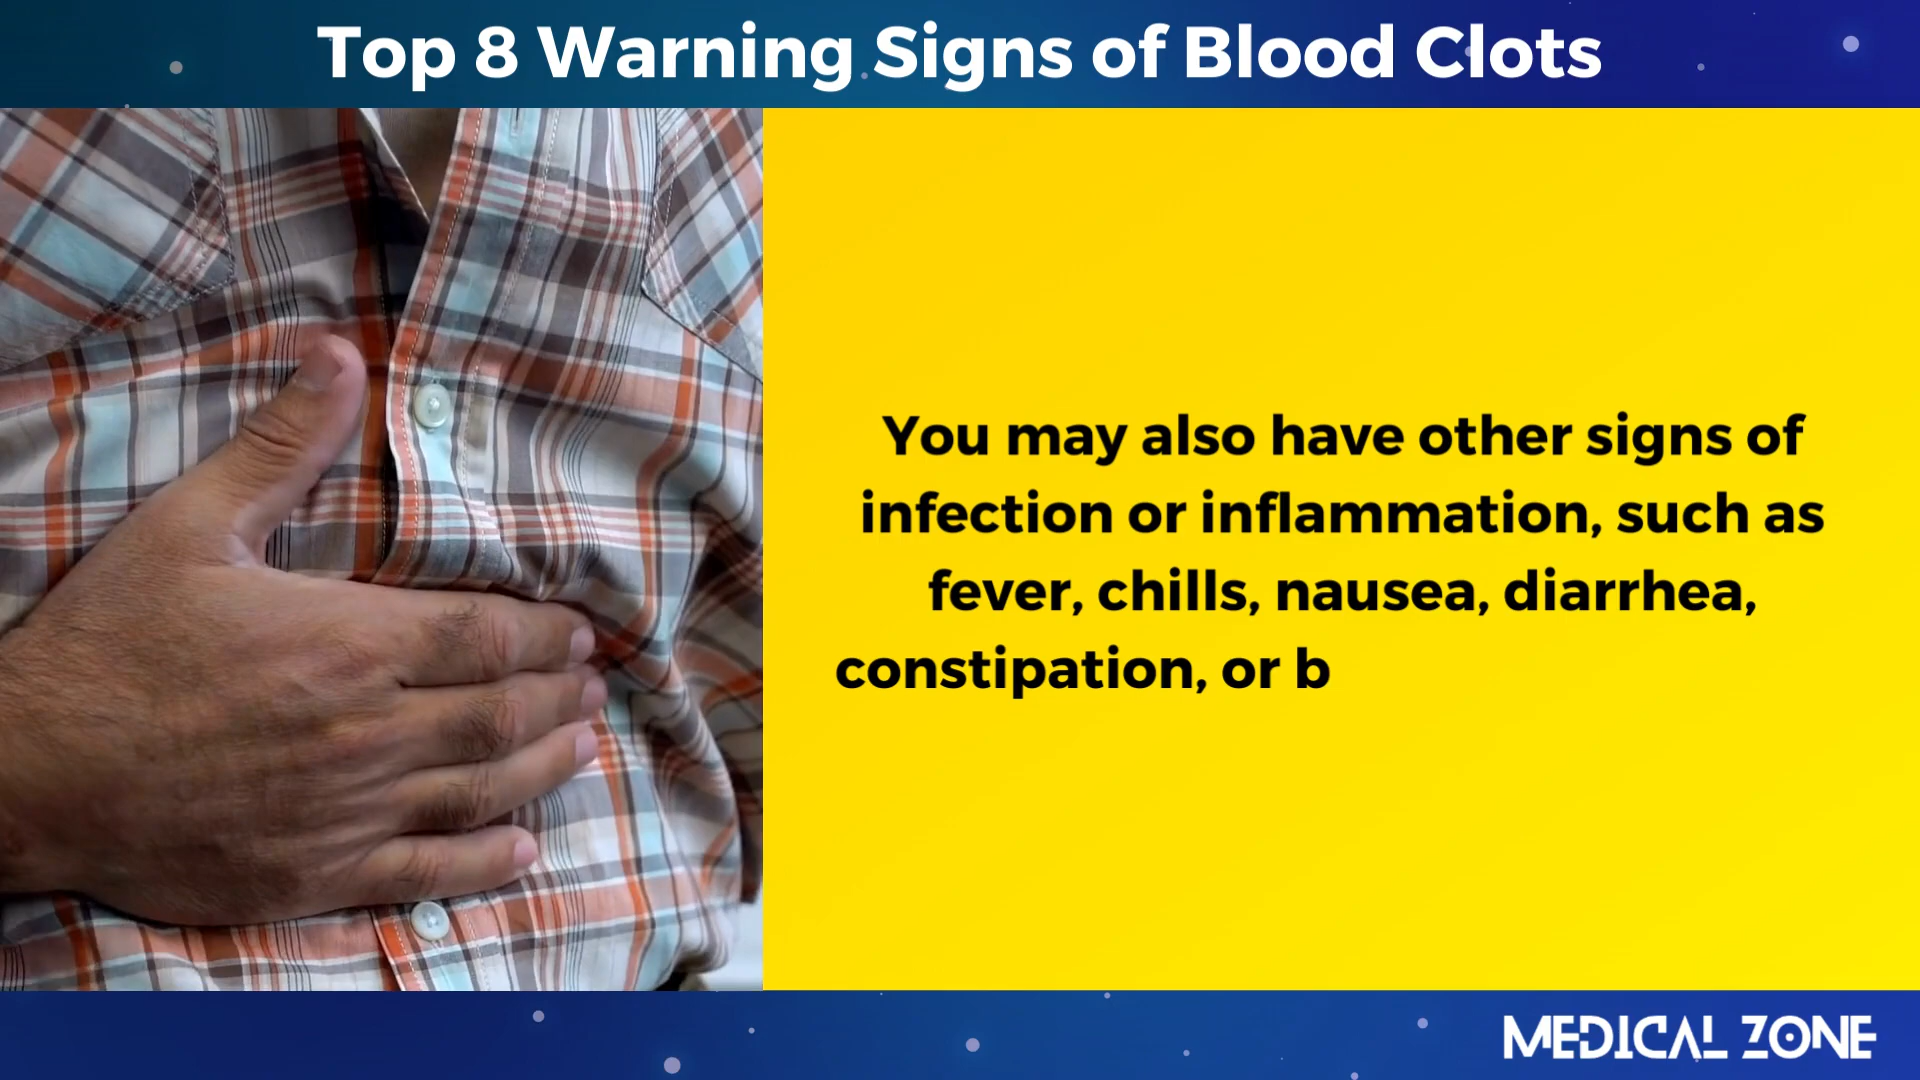 Top 8 Warning Signs of Blood Clots
You may also have other signs of
infection or inflammation, such as
fever, chills, nausea, diarrhea,
constipation, or b
MEDICAL ZONE